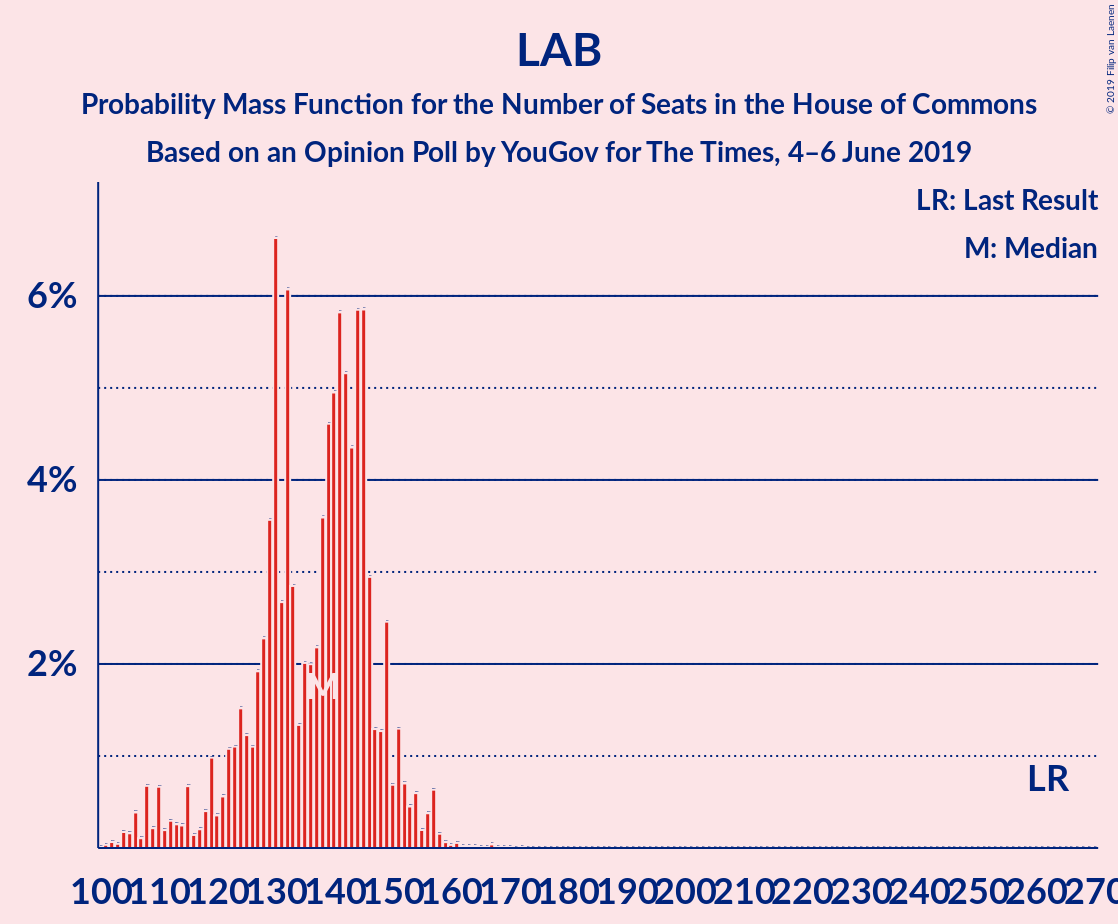 LAB
Probability Mass Function for the Number of Seats in the House of Commons
Based on an Opinion Poll by YouGov for The Times, 4–6 June 2019
© 2019 Filip van Laenen
LR: Last Result
M: Median
6%
4%
2%
M
LR
100 110 120 130 140 150 160 170 180 190 200 210 220 230 240 250 260 270